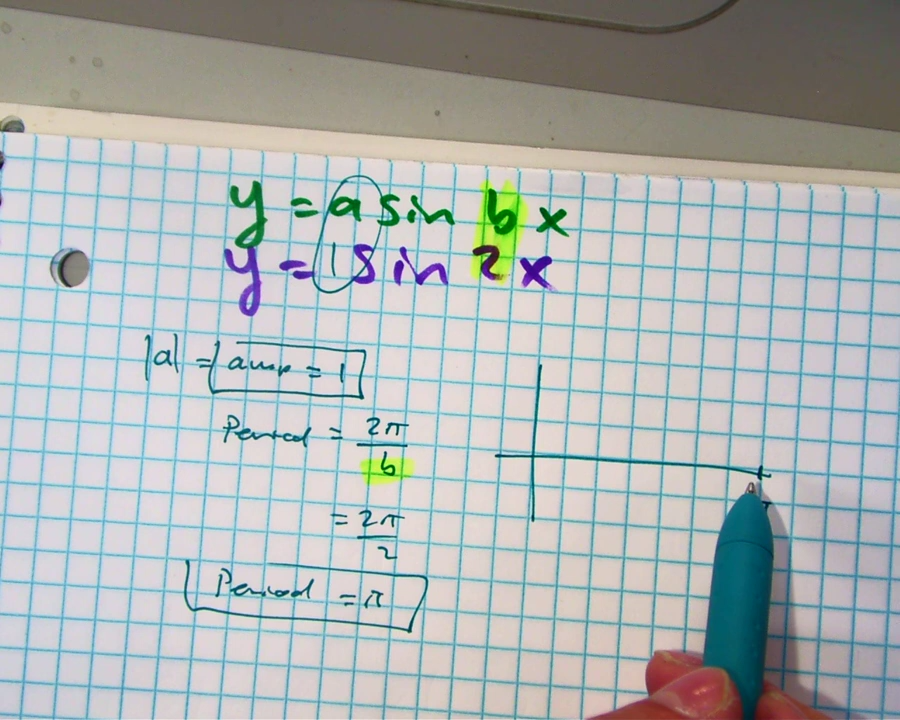 y = a sin b x
y = 1 sin 2 x
|a| = amp = 1
Period = 2π
b
= 2π
2
Period = π
π